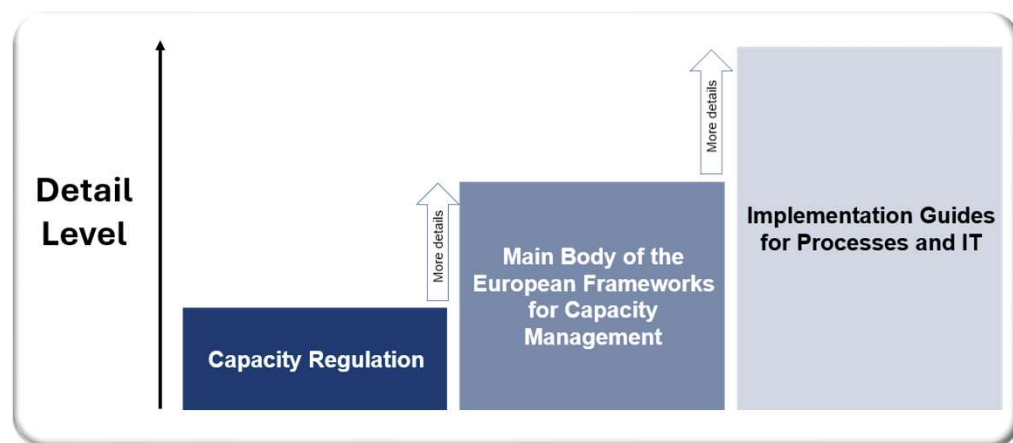 Detail
Level
Capacity Regulation
More details
Main Body of the
European Frameworks
for Capacity
Management
More details
Implementation Guides
for Processes and IT